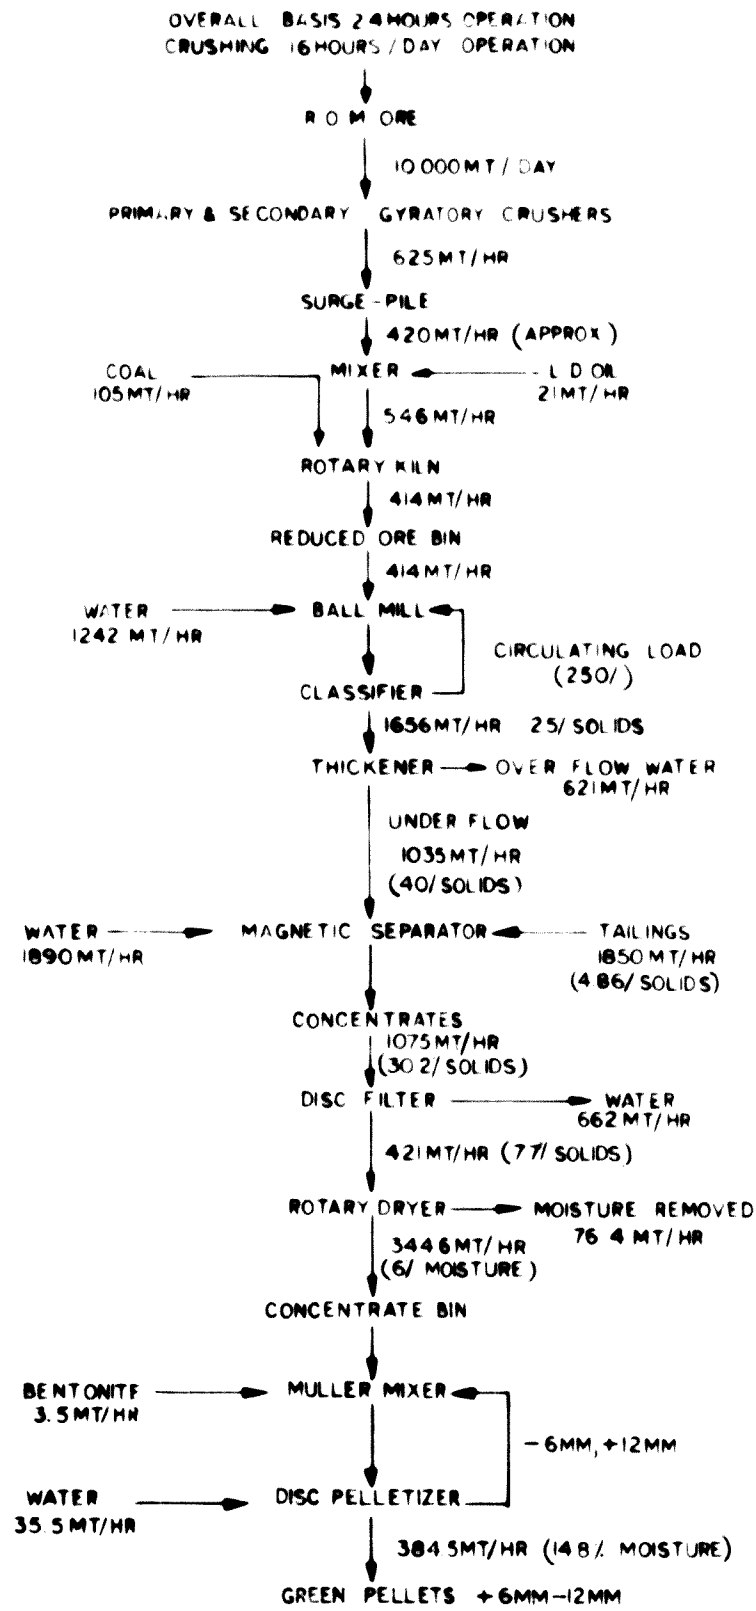 OVERALL BASIS 24 HOURS OPERATION
CRUSHING 16 HOURS / DAY OPERATION
R O M ORE
10 000 MT / DAY
PRIMARY & SECONDARY GYRATORY CRUSHERS
625 MT/HR
SURGE-PILE
420 MT/HR (APPROX)
COAL
105 MT/HR
MIXER
L D OIL
21 MT/HR
546 MT/HR
ROTARY KILN
414 MT/HR
REDUCED ORE BIN
414 MT/HR
WATER
1242 MT/HR
BALL MILL
CIRCULATING LOAD
(250/)
CLASSIFIER
1656 MT/HR 25/ SOLIDS
THICKENER
OVER FLOW WATER
621 MT/HR
UNDER FLOW
1035 MT/HR
(40/ SOLIDS)
WATER
1890 MT/HR
MAGNETIC SEPARATOR
TAILINGS
1850 MT/HR
(4 86/ SOLIDS)
CONCENTRATES
1075 MT/HR
(30 2/ SOLIDS)
DISC FILTER
WATER
662 MT/HR
421 MT/HR (77/ SOLIDS)
ROTARY DRYER
MOISTURE REMOVED
76 4 MT/HR
344 6 MT/HR
(6/ MOISTURE)
CONCENTRATE BIN
BENTONITE
3.5 MT/HR
MULLER MIXER
-6MM, +12MM
WATER
35.5 MT/HR
DISC PELLETIZER
384.5 MT/HR (14 8% MOISTURE)
GREEN PELLETS +6MM-12MM